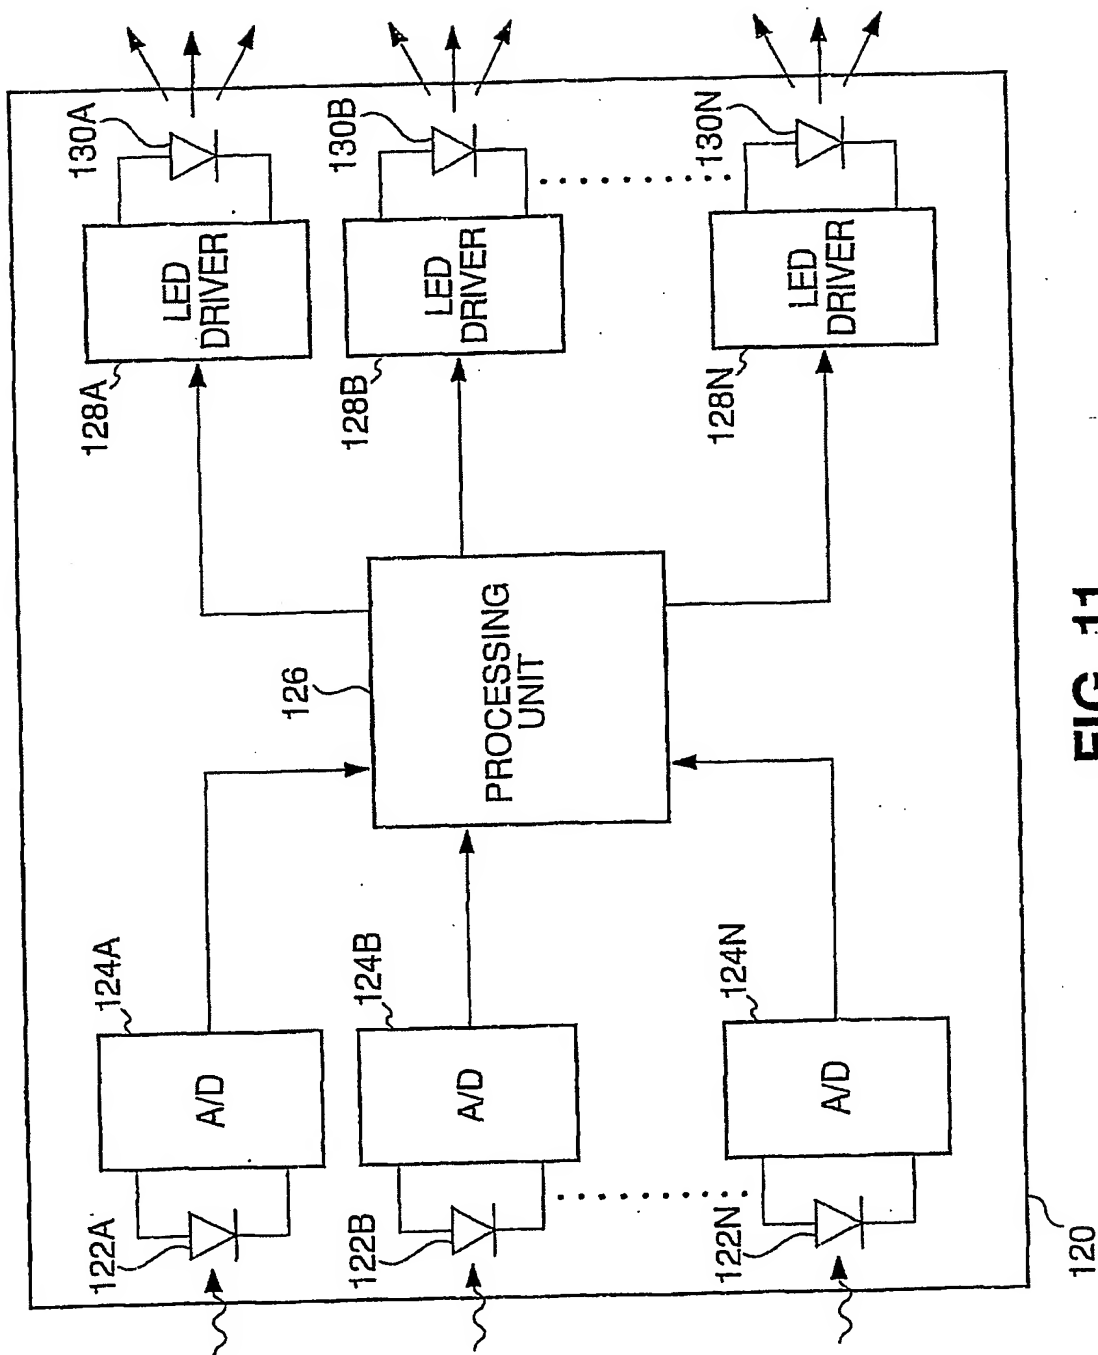 122A
124A
A/D
122B
124B
A/D
122N
124N
A/D
126
PROCESSING
UNIT
128A
LED
DRIVER
130A
128B
LED
DRIVER
130B
128N
LED
DRIVER
130N
120
FIG. 11